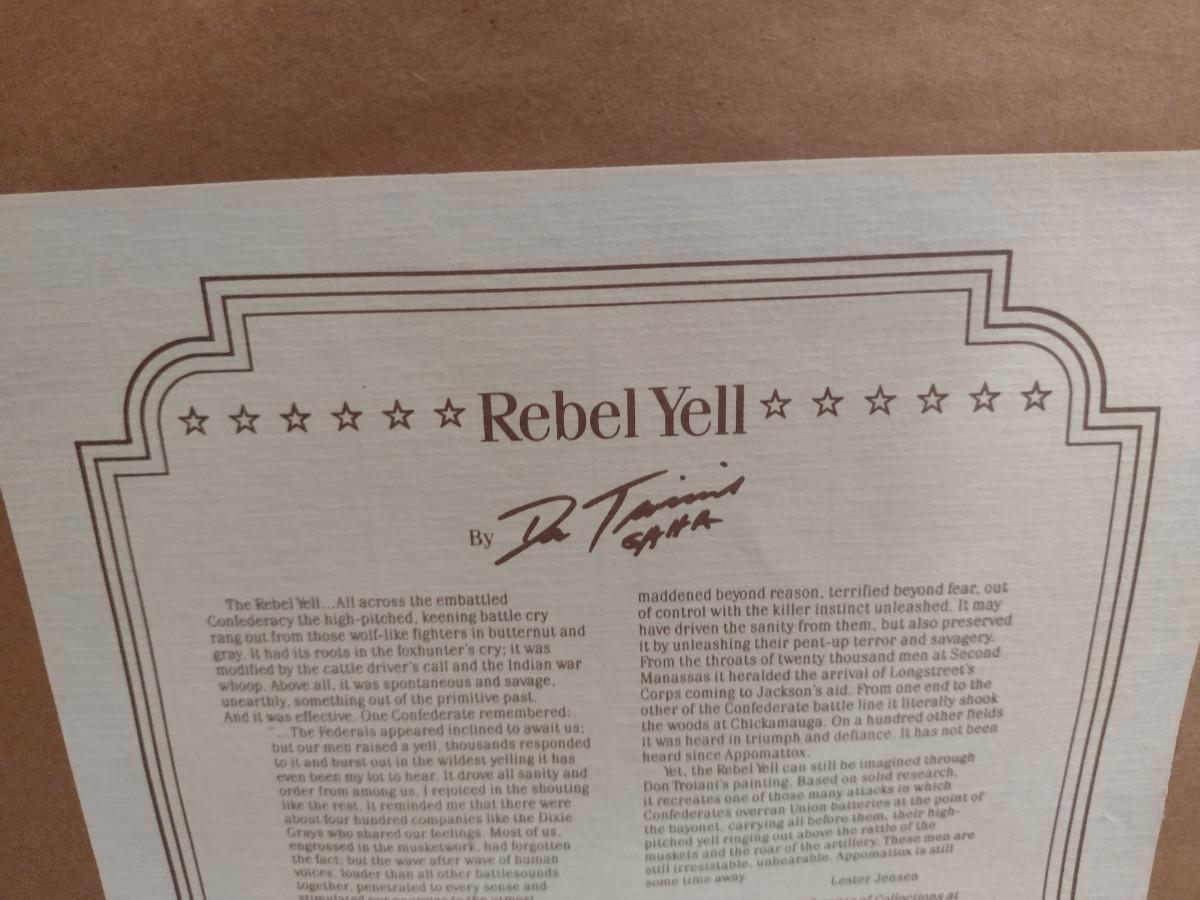 ☆ ☆ ☆ ☆ ☆ ☆ Rebel Yell ☆ ☆ ☆ ☆ ☆ ☆
By Don Troiani
SAHA
The Rebel Yell...All across the embattled
Confederacy the high-pitched, keening battle cry
rang out from those wolf-like fighters in butternut and
gray. It had its roots in the foxhunter's cry; it was
modified by the cattle driver's call and the Indian war
whoop. Above all, it was spontaneous and savage,
unearthly, something out of the primitive past.
And it was effective. One Confederate remembered:
"...The Federals appeared inclined to await us;
but our men raised a yell, thousands responded
to it and burst out in the wildest yelling it has
even been my lot to hear. It drove all sanity and
order from among us. I rejoiced in the shouting
like the rest. It reminded me that there were
about four hundred companies like the Dixie
Grays who shared our feelings. Most of us,
engrossed in the musketwork, had forgotten
the fact; but the wave after wave of human
voices, louder than all other battlesounds
together, penetrated to every sense and
stimulated our energies to the utmost
maddened beyond reason, terrified beyond fear, out
of control with the killer instinct unleashed. It may
have driven the sanity from them, but also preserved
it by unleashing their pent-up terror and savagery.
From the throats of twenty thousand men at Second
Manassas it heralded the arrival of Longstreet's
Corps coming to Jackson's aid. From one end to the
other of the Confederate battle line it literally shook
the woods at Chickamauga. On a hundred other fields
it was heard in triumph and defiance. It has not been
heard since Appomattox.
Yet, the Rebel Yell can still be imagined through
Don Troiani's painting. Based on solid research,
it recreates one of those many attacks in which
Confederates overran Union batteries at the point of
the bayonet, carrying all before them, their high-
pitched yell ringing out above the rattle of the
muskets and the roar of the artillery. These men are
still irresistable, unbearable. Appomattox is still
some time away.
Lester Jensen
of Collections at